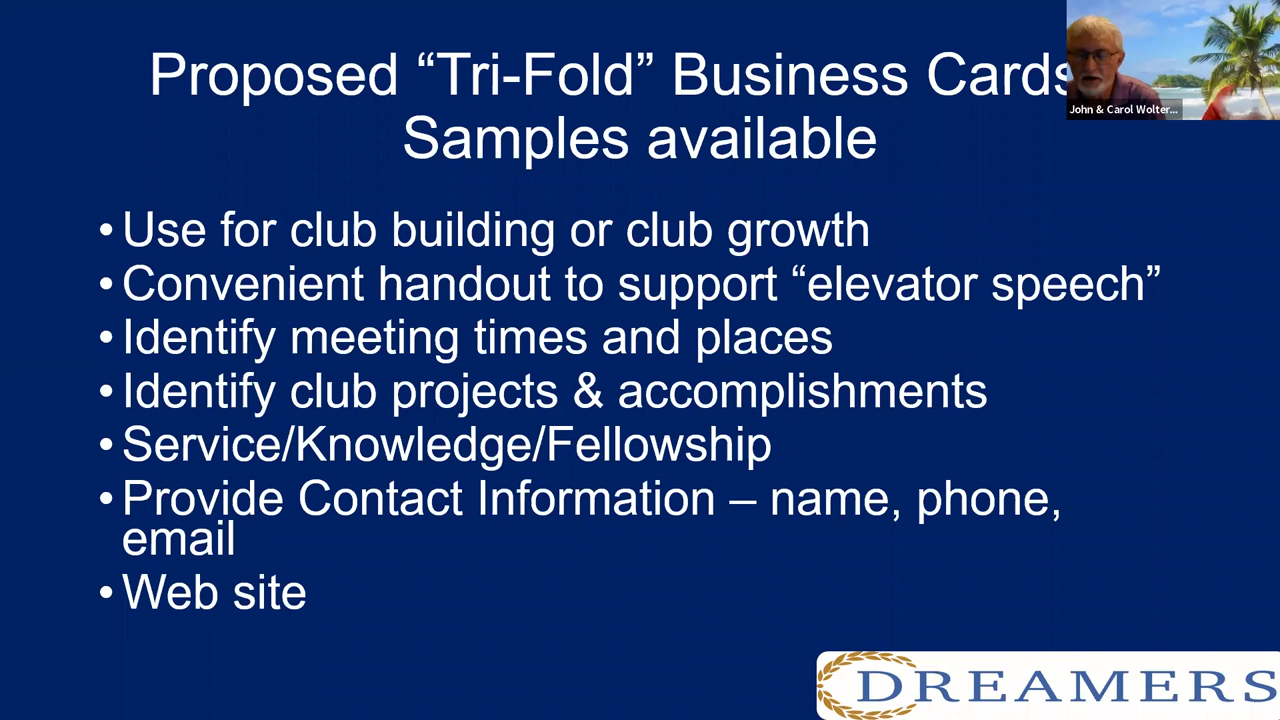 Proposed “Tri-Fold” Business Cards
Samples available
John & Carol Wolter...
• Use for club building or club growth
• Convenient handout to support “elevator speech”
• Identify meeting times and places
• Identify club projects & accomplishments
• Service/Knowledge/Fellowship
• Provide Contact Information – name, phone,
email
• Web site
DREAMERS